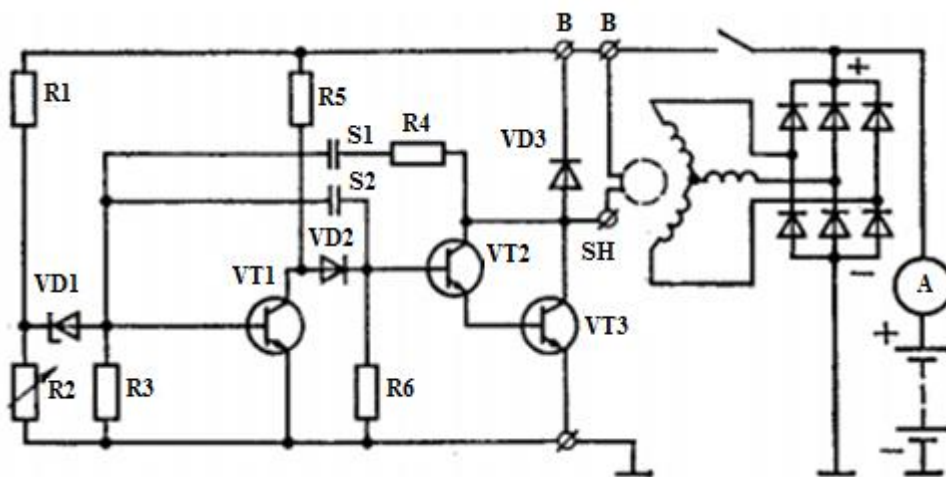 B B
R1
R5
S1 R4
VD3
+
S2
VD2
SH
VD1
VT1
VT2
−
A
VT3
+
R2
R3
R6
−